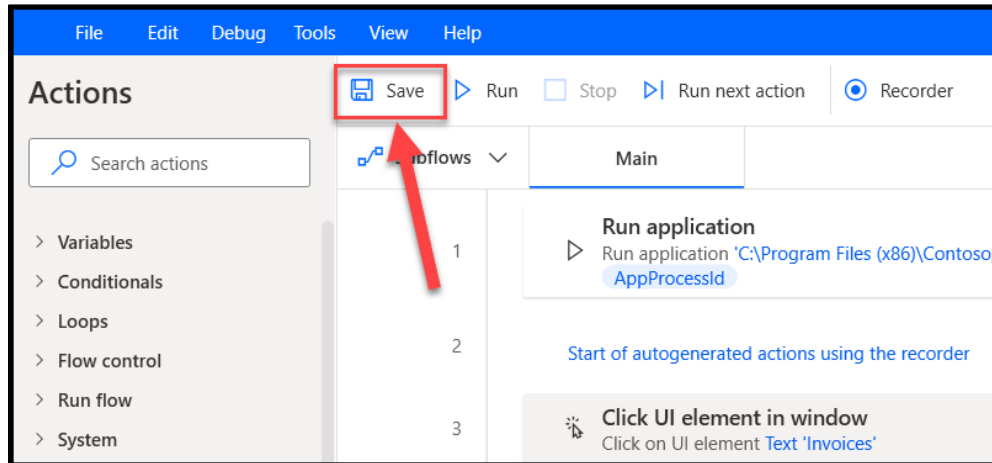 File Edit Debug Tools View Help
Actions
Save Run Stop Run next action Recorder
Search actions
Main
Variables
Conditionals
Loops
Flow control
Run flow
System
1
Run application
Run application 'C:\Program Files (x86)\Contoso,
AppProcessId
2
Start of autogenerated actions using the recorder
3
Click UI element in window
Click on UI element Text 'Invoices'